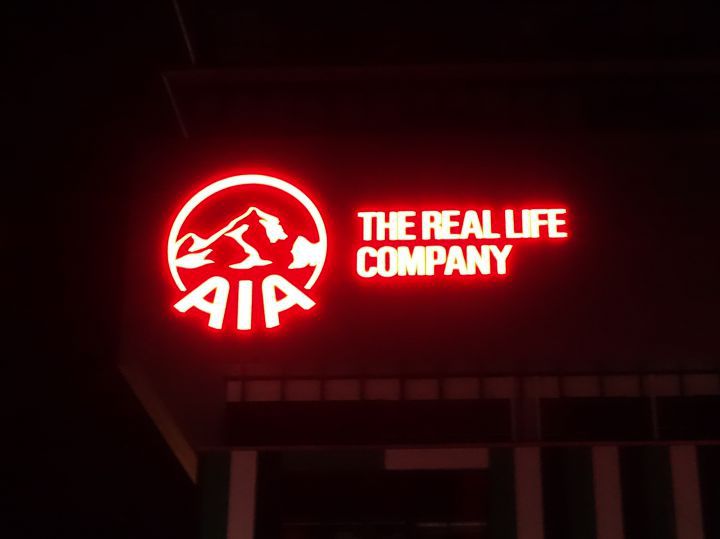 AIA
THE REAL LIFE
COMPANY